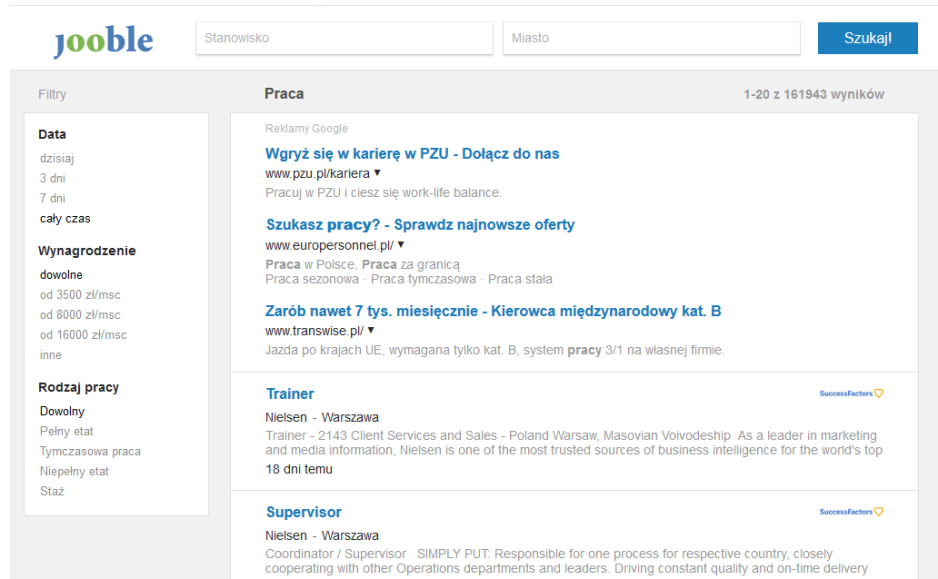 jooble
Stanowisko
Miasto
Szukaj!
Filtry
Praca
1-20 z 161943 wyników
Data
dzisiaj
3 dni
7 dni
cały czas
Wynagrodzenie
dowolne
od 3500 zł/msc
od 8000 zł/msc
od 16000 zł/msc
inne
Rodzaj pracy
Dowolny
Pełny etat
Tymczasowa praca
Niepełny etat
Staż
Reklamy Google
Wgryź się w karierę w PZU - Dołącz do nas
www.pzu.pl/kariera ▼
Pracuj w PZU i ciesz się work-life balance.
Szukasz pracy? - Sprawdz najnowsze oferty
www.europersonnel.pl/ ▼
Praca w Polsce, Praca za granicą
Praca sezonowa · Praca tymczasowa · Praca stała
Zarób nawet 7 tys. miesięcznie - Kierowca międzynarodowy kat. B
www.transwise.pl/ ▼
Jazda po krajach UE, wymagana tylko kat. B, system pracy 3/1 na własnej firmie.
Trainer
SuccessFactors
Nielsen - Warszawa
Trainer - 2143 Client Services and Sales - Poland Warsaw, Masovian Voivodeship As a leader in marketing
and media information, Nielsen is one of the most trusted sources of business intelligence for the world's top
18 dni temu
Supervisor
SuccessFactors
Nielsen - Warszawa
Coordinator / Supervisor SIMPLY PUT: Responsible for one process for respective country, closely
cooperating with other Operations departments and leaders. Driving constant quality and on-time delivery